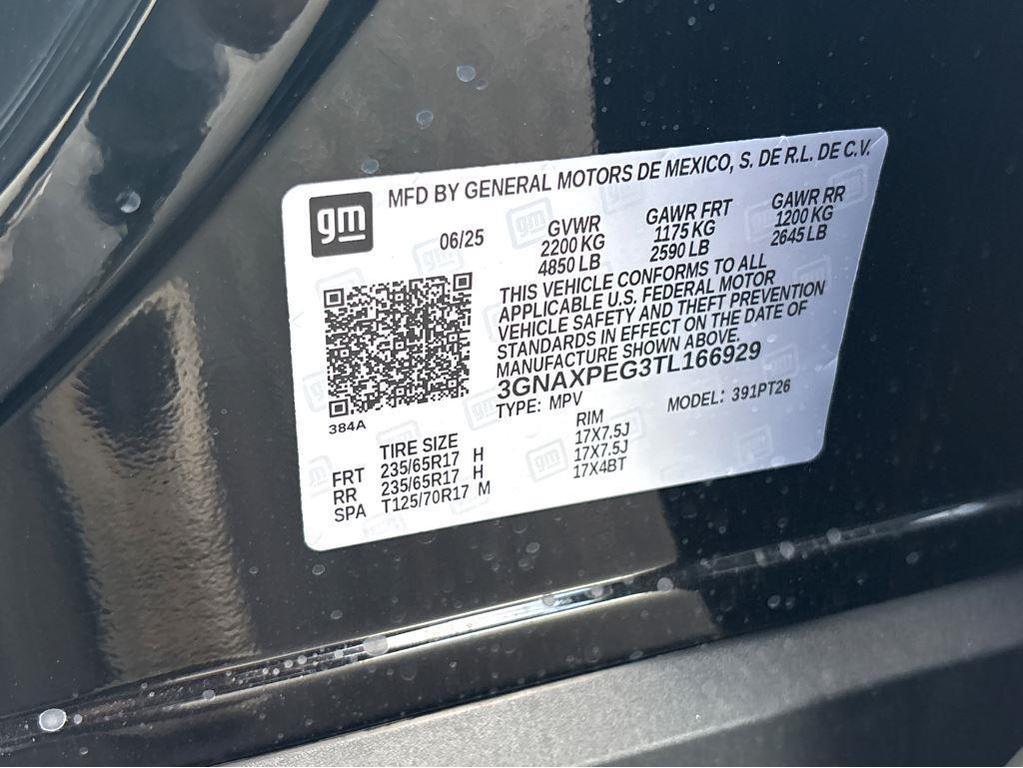 gm
MFD BY GENERAL MOTORS DE MEXICO, S. DE R.L. DE C.V.
06/25
GVWR
2200 KG
4850 LB
GAWR FRT
1175 KG
2590 LB
GAWR RR
1200 KG
2645 LB
THIS VEHICLE CONFORMS TO ALL
APPLICABLE U.S. FEDERAL MOTOR
VEHICLE SAFETY AND THEFT PREVENTION
STANDARDS IN EFFECT ON THE DATE OF
MANUFACTURE SHOWN ABOVE.
3GNAXPEG3TL166929
TYPE: MPV
MODEL: 391PT26
384A
TIRE SIZE
RIM
FRT 235/65R17 H 17X7.5J
RR 235/65R17 H 17X7.5J
SPA T125/70R17 M 17X4BT